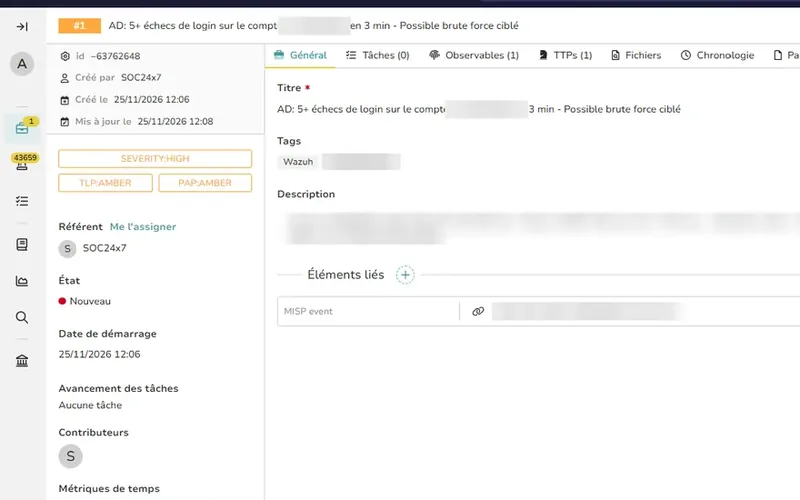 #1 AD: 5+ échecs de login sur le compt en 3 min - Possible brute force ciblé
A
1
43659
id ~63762648
Créé par SOC24x7
Créé le 25/11/2026 12:06
Mis à jour le 25/11/2026 12:08
SEVERITY:HIGH
TLP:AMBER PAP:AMBER
Référent Me l'assigner
S SOC24x7
État
Nouveau
Date de démarrage
25/11/2026 12:06
Avancement des tâches
Aucune tâche
Contributeurs
S
Métriques de temps
Général Tâches (0) Observables (1) TTPs (1) Fichiers Chronologie Pa
Titre *
AD: 5+ échecs de login sur le compte 3 min - Possible brute force ciblé
Tags
Wazuh
Description
Éléments liés +
MISP event